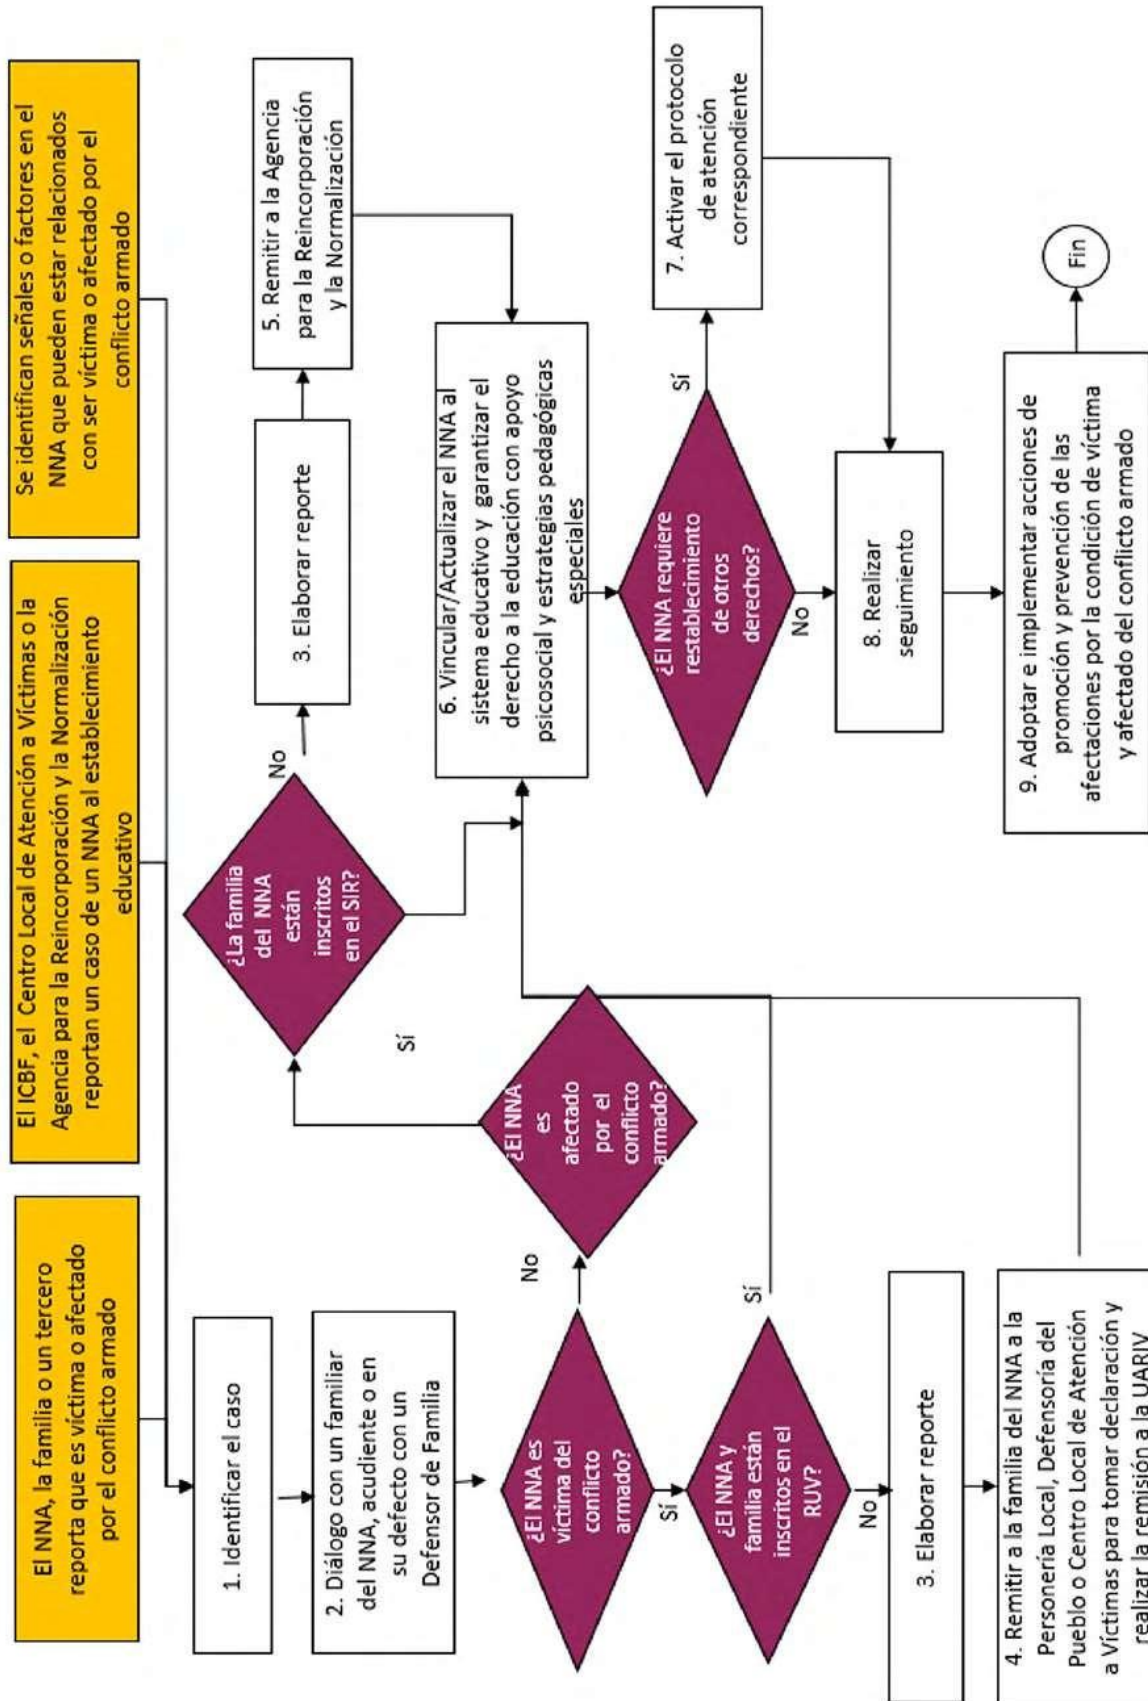 El NNA, la familia o un tercero
reporta que es víctima o afectado
por el conflicto armado
El ICBF, el Centro Local de Atención a Víctimas o la
Agencia para la Reincorporación y la Normalización
reportan un caso de un NNA al establecimiento
educativo
Se identifican señales o factores en el
NNA que pueden estar relacionados
con ser víctima o afectado por el
conflicto armado
1. Identificar el caso
2. Diálogo con un familiar
del NNA, acudiente o en
su defecto con un
Defensor de Familia
¿El NNA es
víctima del
conflicto
armado?
No
Sí
¿El NNA y
familia están
inscritos en el
RUV?
Sí
No
3. Elaborar reporte
4. Remitir a la familia del NNA a la
Personería Local, Defensoría del
Pueblo o Centro Local de Atención
a Víctimas para tomar declaración y
realizar la remisión a la UARIV
¿El NNA
es
afectado
por el
conflicto
armado?
Sí
¿La familia
del NNA
están
inscritos
en el SIR?
No
3. Elaborar reporte
5. Remitir a la Agencia
para la Reincorporación
y la Normalización
6. Vincular/Actualizar el NNA al
sistema educativo y garantizar el
derecho a la educación con apoyo
psicosocial y estrategias pedagógicas
especiales
¿El NNA requiere
restablecimiento
de otros
derechos?
Sí
No
7. Activar el protocolo
de atención
correspondiente
8. Realizar
seguimiento
9. Adoptar e implementar acciones de
promoción y prevención de las
afectaciones por la condición de víctima
y afectado del conflicto armado
Fin